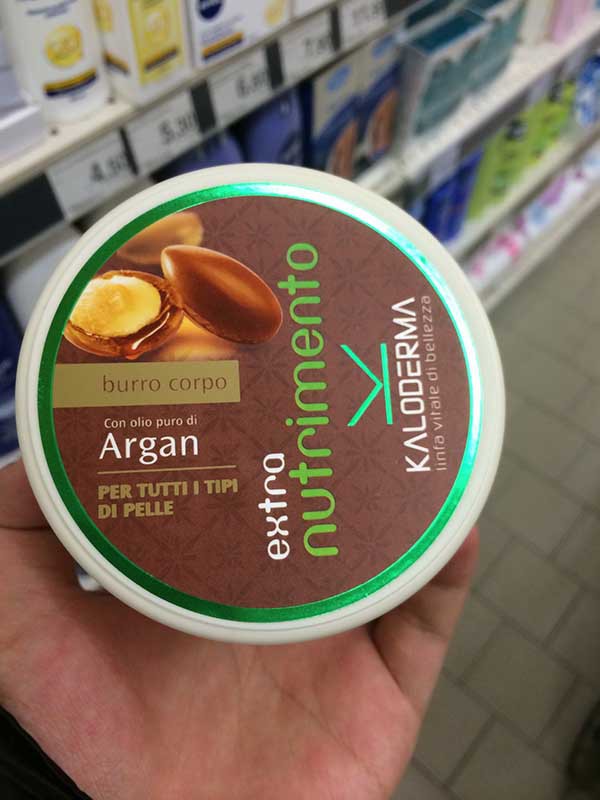 burro corpo
Con olio puro di
Argan
PER TUTTI I TIPI
DI PELLE
extra
nutrimento
KALODERMA
linfa vitale di bellezza